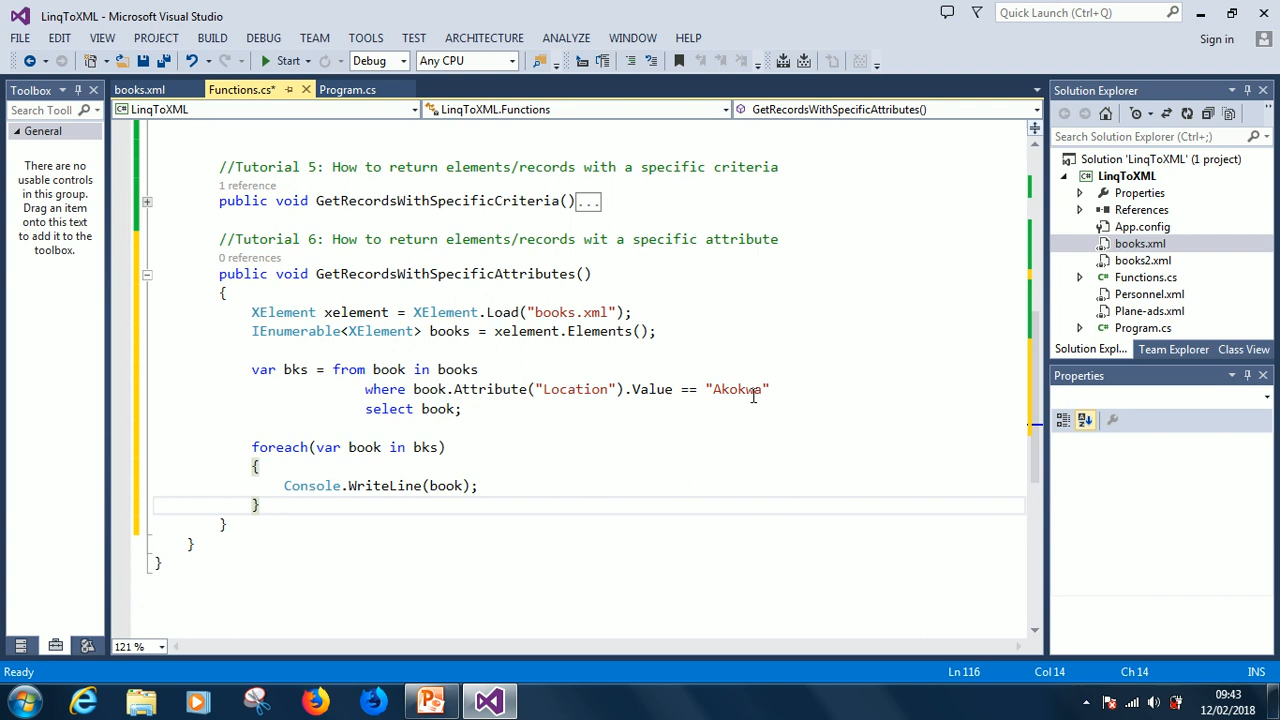 LinqToXML - Microsoft Visual Studio
Quick Launch (Ctrl+Q)
FILE EDIT VIEW PROJECT BUILD DEBUG TEAM TOOLS TEST ARCHITECTURE ANALYZE WINDOW HELP
Sign in
Start Debug Any CPU
Toolbox
Search Tooll
General
There are no
usable controls
in this group.
Drag an item
onto this text
to add it to the
toolbox.
books.xml Functions.cs* Program.cs
LinqToXML LinqToXML.Functions GetRecordsWithSpecificAttributes()
//Tutorial 5: How to return elements/records with a specific criteria
1 reference
public void GetRecordsWithSpecificCriteria()...
//Tutorial 6: How to return elements/records wit a specific attribute
0 references
public void GetRecordsWithSpecificAttributes()
{
XElement xelement = XElement.Load("books.xml");
IEnumerable<XElement> books = xelement.Elements();
var bks = from book in books
where book.Attribute("Location").Value == "Akokwa"
select book;
foreach(var book in bks)
{
Console.WriteLine(book);
}
}
}
}
121 %
Solution Explorer
Search Solution Explorer (Ctrl+;)
Solution 'LinqToXML' (1 project)
LinqToXML
Properties
References
App.config
books.xml
books2.xml
Functions.cs
Personnel.xml
Plane-ads.xml
Program.cs
Solution Expl... Team Explorer Class View
Properties
Ready
Ln 116 Col 14 Ch 14 INS
09:43
12/02/2018